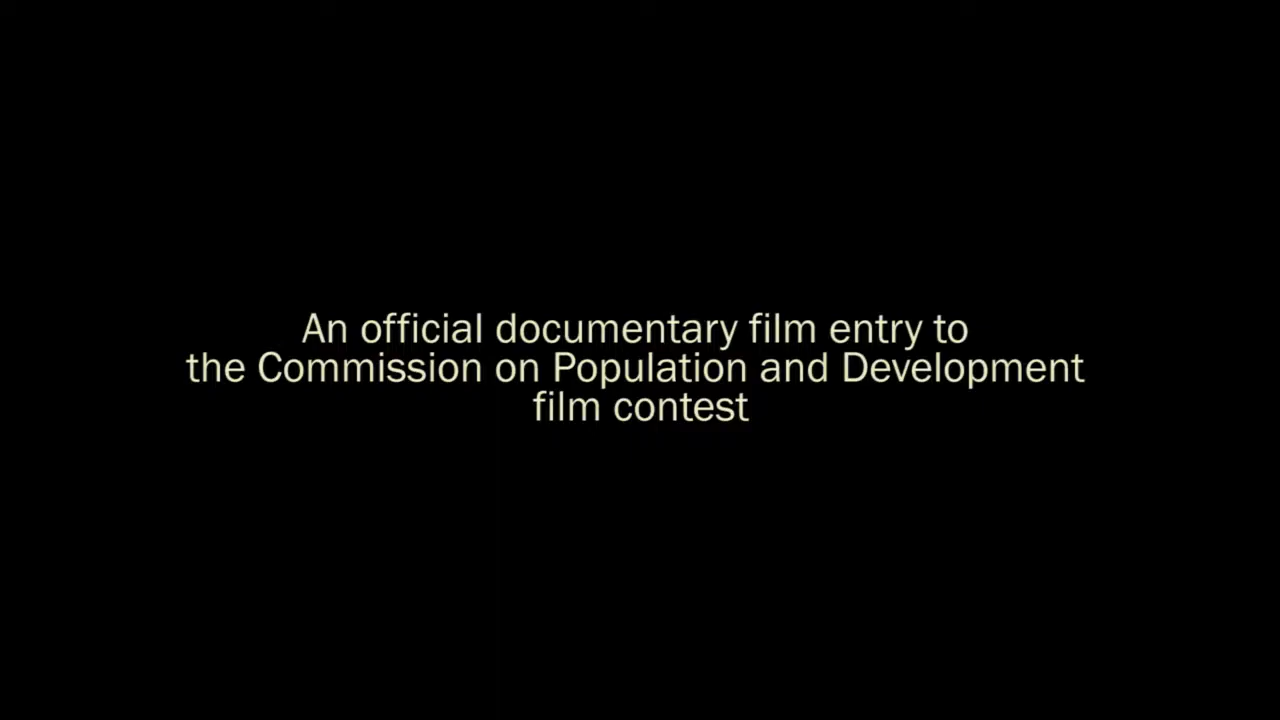 An official documentary film entry to
the Commission on Population and Development
film contest